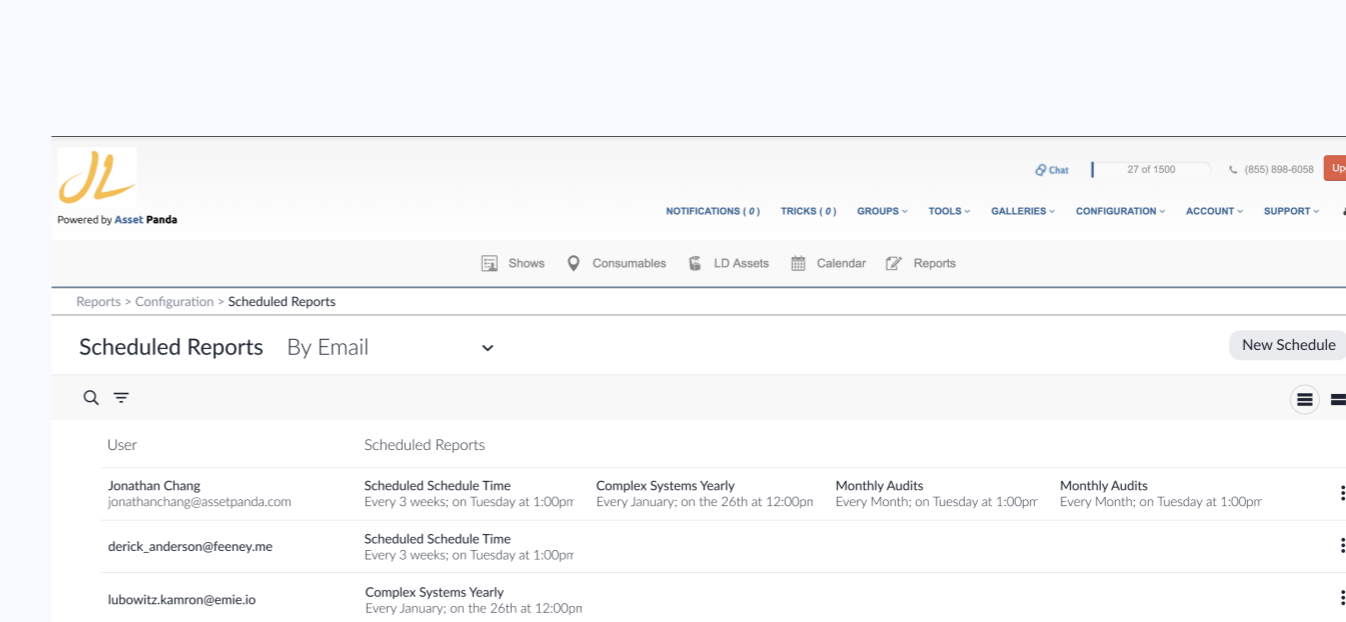 JL
Powered by Asset Panda
Chat 27 of 1500 (855) 898-6058 Up
NOTIFICATIONS ( 0 ) TRICKS ( 0 ) GROUPS TOOLS GALLERIES CONFIGURATION ACCOUNT SUPPORT
Shows Consumables LD Assets Calendar Reports
Reports > Configuration > Scheduled Reports
Scheduled Reports By Email New Schedule
User Scheduled Reports
Jonathan Chang Scheduled Schedule Time Complex Systems Yearly Monthly Audits Monthly Audits
jonathanchang@assetpanda.com Every 3 weeks; on Tuesday at 1:00pm Every January; on the 26th at 12:00pm Every Month; on Tuesday at 1:00pm Every Month; on Tuesday at 1:00pm
derick_anderson@feeney.me Scheduled Schedule Time
Every 3 weeks; on Tuesday at 1:00pm
lubowitz.kamron@emie.io Complex Systems Yearly
Every January; on the 26th at 12:00pm